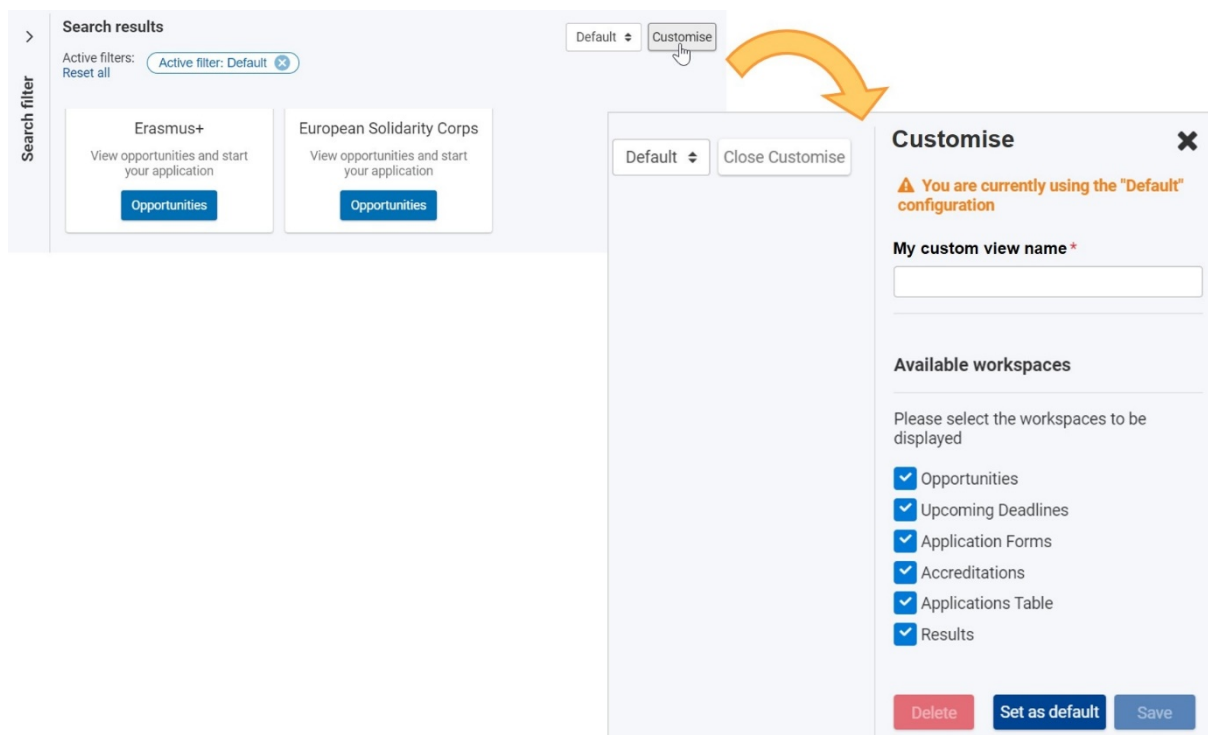 Search filter
Search results
Default
Customise
Active filters:
Reset all
Active filter: Default
Erasmus+
View opportunities and start
your application
Opportunities
European Solidarity Corps
View opportunities and start
your application
Opportunities
Default
Close Customise
Customise
You are currently using the "Default"
configuration
My custom view name *
Available workspaces
Please select the workspaces to be
displayed
Opportunities
Upcoming Deadlines
Application Forms
Accreditations
Applications Table
Results
Delete
Set as default
Save